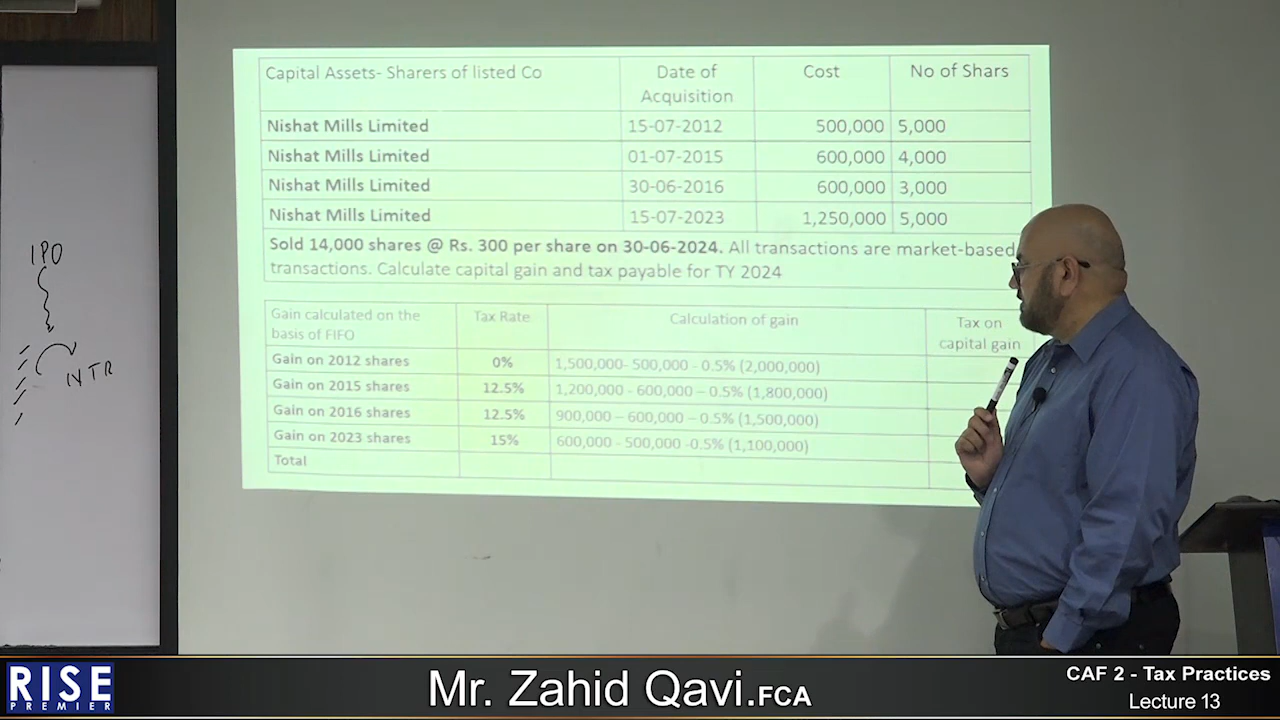 Capital Assets- Sharers of listed Co Date of Acquisition Cost No of Shars
Nishat Mills Limited 15-07-2012 500,000 5,000
Nishat Mills Limited 01-07-2015 600,000 4,000
Nishat Mills Limited 30-06-2016 600,000 3,000
Nishat Mills Limited 15-07-2023 1,250,000 5,000
Sold 14,000 shares @ Rs. 300 per share on 30-06-2024. All transactions are market-based
transactions. Calculate capital gain and tax payable for TY 2024
Gain calculated on the basis of FIFO Tax Rate Calculation of gain Tax on capital gain
Gain on 2012 shares 0% 1,500,000- 500,000 - 0.5% (2,000,000)
Gain on 2015 shares 12.5% 1,200,000 - 600,000 – 0.5% (1,800,000)
Gain on 2016 shares 12.5% 900,000 – 600,000 – 0.5% (1,500,000)
Gain on 2023 shares 15% 600,000 - 500,000 -0.5% (1,100,000)
Total
IPO
RISE
PREMIER
Mr. Zahid Qavi.FCA
CAF 2 - Tax Practices
Lecture 13